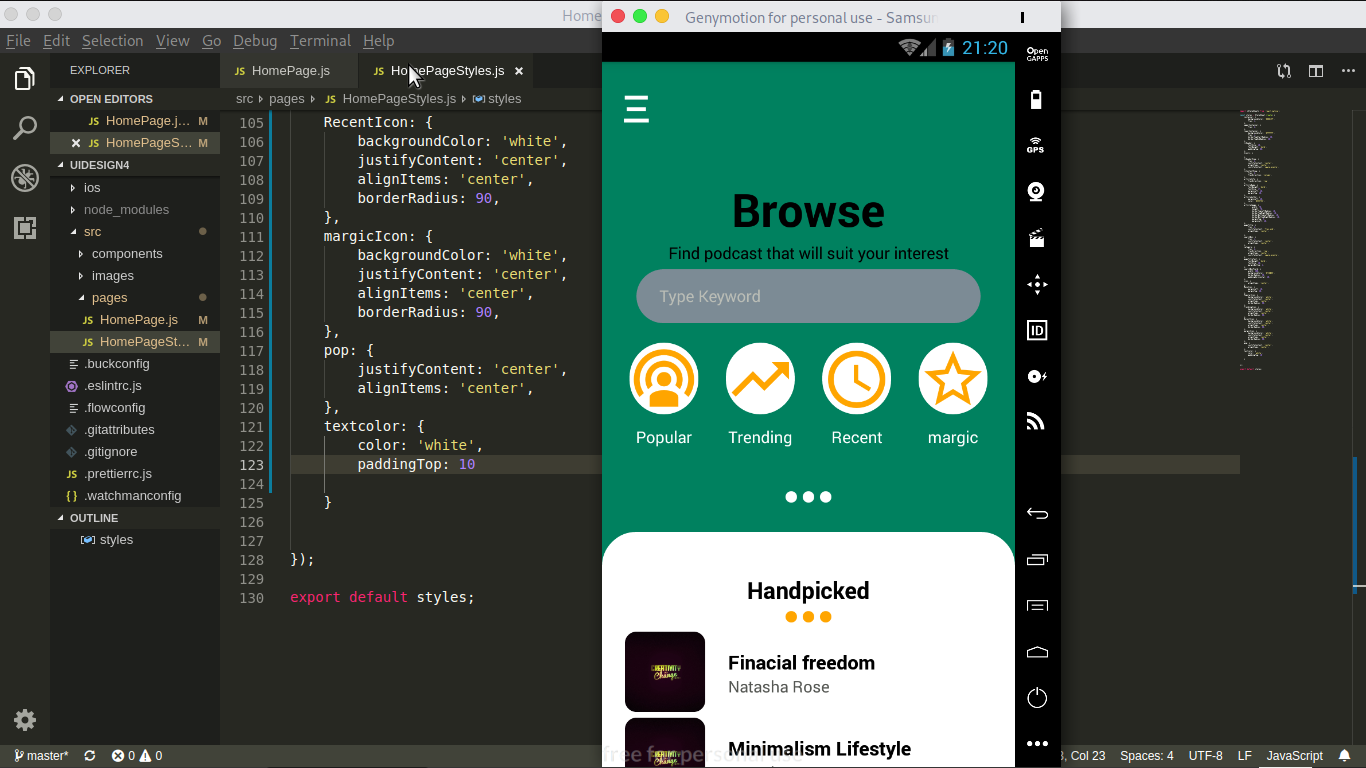 Home
Genymotion for personal use - Samsu
File Edit Selection View Go Debug Terminal Help
21:20
Open GAPPS
EXPLORER
JS HomePage.js
JS HomePageStyles.js ×
OPEN EDITORS
src pages JS HomePageStyles.js styles
JS HomePage.j... M
JS HomePageS... M
UIDESIGN4
ios
node_modules
src
components
images
pages
JS HomePage.js M
JS HomePageSt... M
.buckconfig
.eslintrc.js
.flowconfig
.gitattributes
.gitignore
JS .prettierrc.js
{ } .watchmanconfig
OUTLINE
styles
105 RecentIcon: {
106 backgroundColor: 'white',
107 justifyContent: 'center',
108 alignItems: 'center',
109 borderRadius: 90,
110 },
111 margicIcon: {
112 backgroundColor: 'white',
113 justifyContent: 'center',
114 alignItems: 'center',
115 borderRadius: 90,
116 },
117 pop: {
118 justifyContent: 'center',
119 alignItems: 'center',
120 },
121 textcolor: {
122 color: 'white',
123 paddingTop: 10
124
125 }
126
127
128 });
129
130 export default styles;
Browse
Find podcast that will suit your interest
Type Keyword
Popular Trending Recent margic
Handpicked
CREATIVITY
Change
Finacial freedom
Natasha Rose
Minimalism Lifestyle
free for personal use
GPS
ID
master* 0 0
3, Col 23 Spaces: 4 UTF-8 LF JavaScript